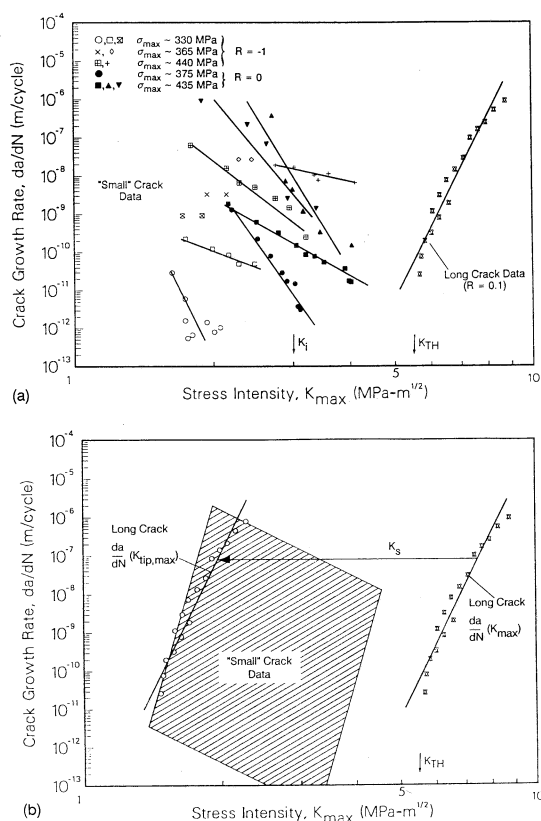 10⁻⁴
10⁻⁵
10⁻⁶
10⁻⁷
10⁻⁸
10⁻⁹
10⁻¹⁰
10⁻¹¹
10⁻¹²
10⁻¹³
Crack Growth Rate, da/dN (m/cycle)
○,□,⊠ σmax ~ 330 MPa
×, ◊ σmax ~ 365 MPa } R = -1
⊞,+ σmax ~ 440 MPa
● σmax ~ 375 MPa } R = 0
■,▲,▼ σmax ~ 435 MPa
"Small" Crack
Data
Long Crack Data
(R = 0.1)
Ki
KTH
1
5
10
(a)
Stress Intensity, Kmax (MPa-m^1/2)
10⁻⁴
10⁻⁵
10⁻⁶
10⁻⁷
10⁻⁸
10⁻⁹
10⁻¹⁰
10⁻¹¹
10⁻¹²
10⁻¹³
Crack Growth Rate, da/dN (m/cycle)
Long Crack
da/dN (Ktip,max)
Ks
Long Crack
da/dN (Kmax)
"Small" Crack
Data
KTH
1
5
10
(b)
Stress Intensity, Kmax (MPa-m^1/2)